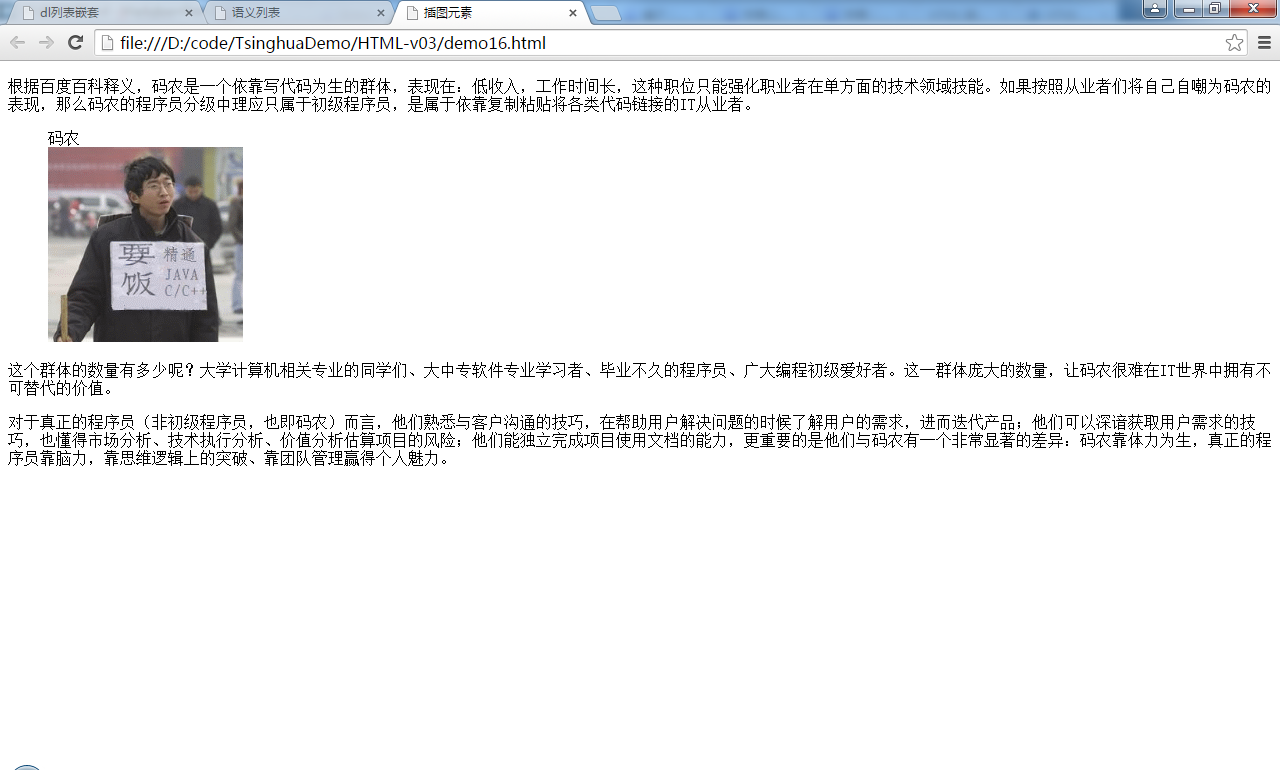 dl列表嵌套
语义列表
插图元素
file:///D:/code/TsinghuaDemo/HTML-v03/demo16.html
根据百度百科释义，码农是一个依靠写代码为生的群体，表现在：低收入，工作时间长，这种职位只能强化职业者在单方面的技术领域技能。如果按照从业者们将自己自嘲为码农的
表现，那么码农的程序员分级中理应只属于初级程序员，是属于依靠复制粘贴将各类代码链接的IT从业者。
码农
要饭
精通
JAVA
C/C++
这个群体的数量有多少呢？大学计算机相关专业的同学们、大中专软件专业学习者、毕业不久的程序员、广大编程初级爱好者。这一群体庞大的数量，让码农很难在IT世界中拥有不
可替代的价值。
对于真正的程序员（非初级程序员，也即码农）而言，他们熟悉与客户沟通的技巧，在帮助用户解决问题的时候了解用户的需求，进而迭代产品；他们可以深谙获取用户需求的技
巧，也懂得市场分析、技术执行分析、价值分析估算项目的风险；他们能独立完成项目使用文档的能力，更重要的是他们与码农有一个非常显著的差异：码农靠体力为生，真正的程
序员靠脑力，靠思维逻辑上的突破、靠团队管理赢得个人魅力。